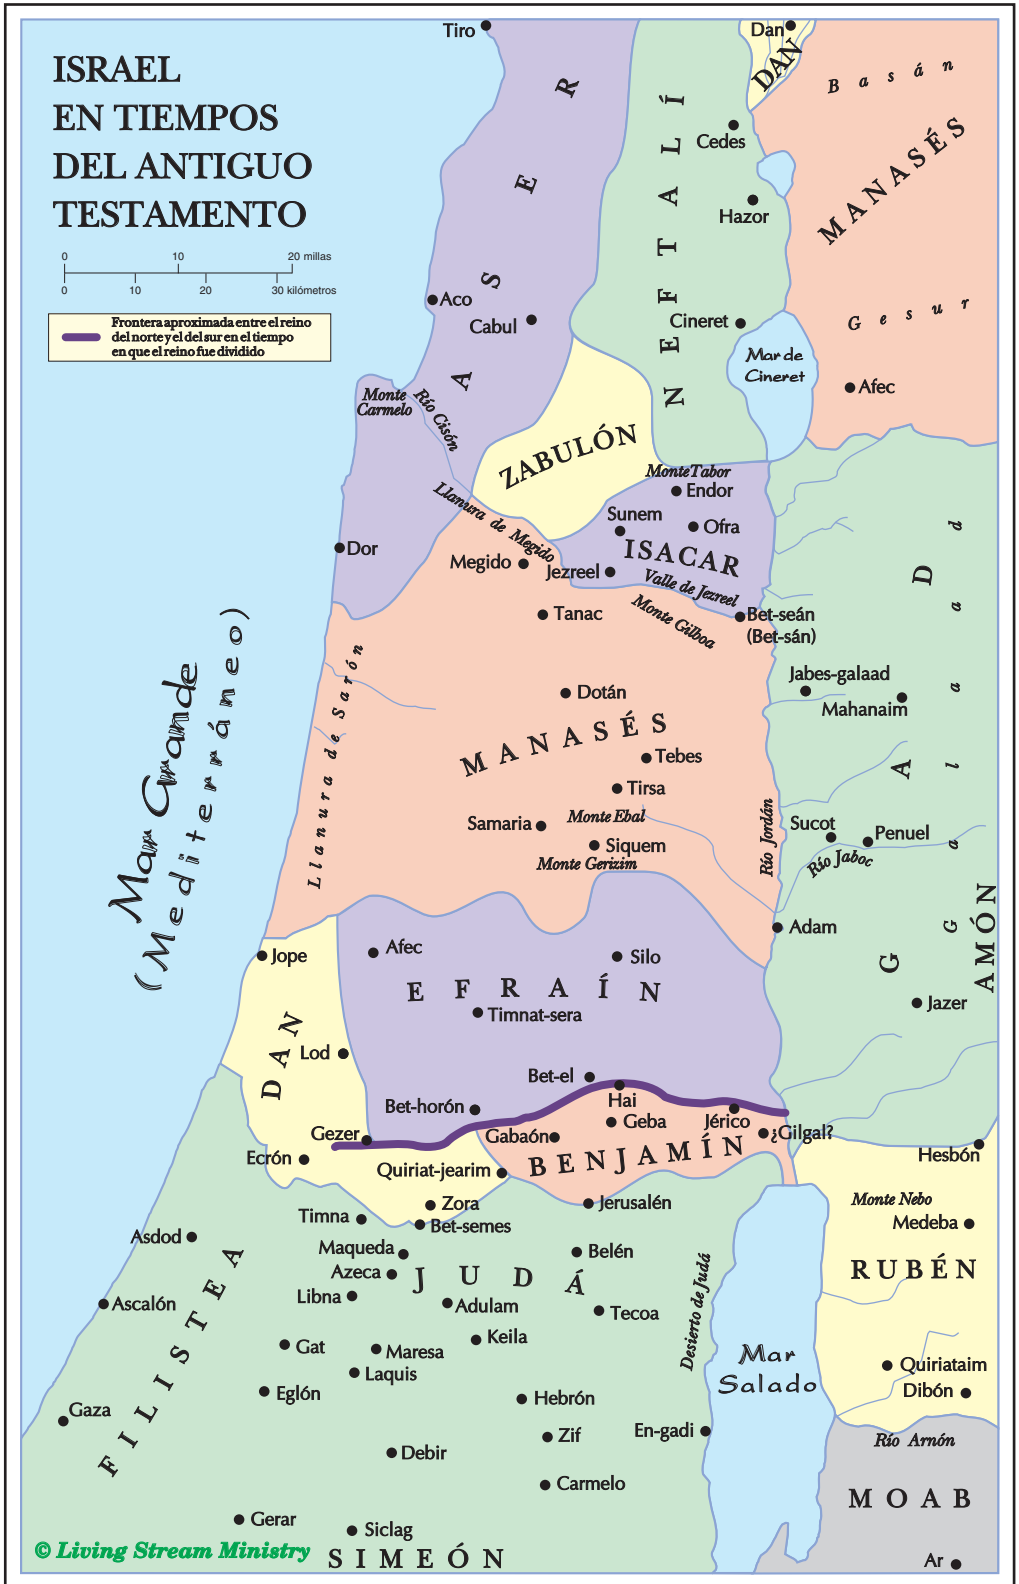 ISRAEL
EN TIEMPOS
DEL ANTIGUO
TESTAMENTO
0 10 20 millas
0 10 20 30 kilómetros
Frontera aproximada entre el reino
del norte y el del sur en el tiempo
en que el reino fue dividido
Tiro
Dan
DAN
Basán
ASER
NEFTALÍ
Cedes
MANASÉS
Hazor
Aco
Cabul
Cineret
Gesur
Mar de
Cineret
Afec
Monte
Carmelo
Río Cisón
ZABULÓN
Monte Tabor
Endor
Llanura de Megido
Sunem
Ofra
ISACAR
Dor
Megido
Jezreel
Valle de Jezreel
Monte Gilboa
Tanac
Bet-seán
(Bet-sán)
Mar Grande
(Mediterráneo)
Llanura de Sarón
Dotán
Jabes-galaad
Mahanaim
MANASÉS
Tebes
Tirsa
Samaria
Monte Ebal
Siquem
Monte Gerizim
Río Jordán
Sucot
Penuel
Río Jaboc
GAD
Galaad
AMÓN
Adam
Jope
Afec
Silo
EFRAÍN
Timnat-sera
Jazer
DAN
Lod
Bet-el
Hai
Bet-horón
Geba
Jérico
Gezer
Gabaón
¿Gilgal?
Ecrón
BENJAMÍN
Quiriat-jearim
Hesbón
Zora
Jerusalén
Monte Nebo
Timna
Bet-semes
Medeba
Asdod
Maqueda
Belén
Azeca
JUDÁ
RUBÉN
Libna
Adulam
Ascalón
Tecoa
Desierto de Judá
FILISTEA
Gat
Keila
Maresa
Laquis
Mar
Salado
Quiriataim
Dibón
Eglón
Hebrón
Gaza
Zif
En-gadi
Río Arnón
Debir
Carmelo
MOAB
Gerar
Siclag
© Living Stream Ministry
SIMEÓN
Ar